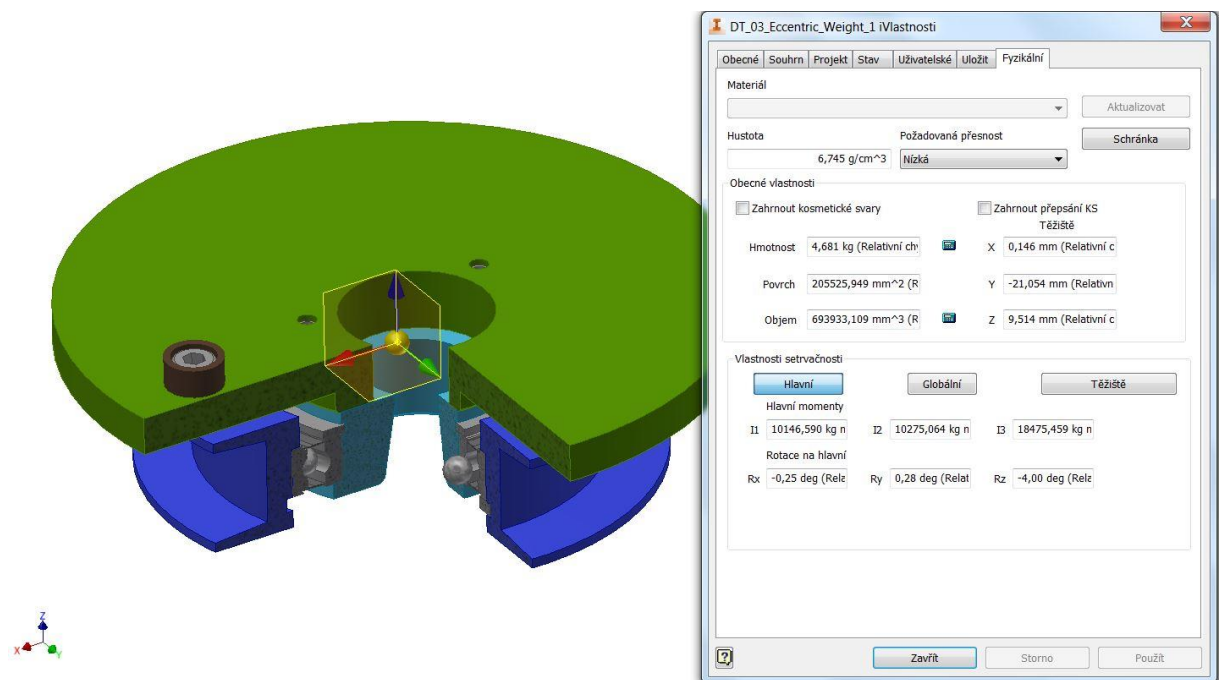 DT_03_Eccentric_Weight_1 iVlastnosti
Obecné Souhrn Projekt Stav Uživatelské Uložit Fyzikální
Materiál
Aktualizovat
Hustota Požadovaná přesnost
6,745 g/cm^3 Nízká Schránka
Obecné vlastnosti
Zahrnout kosmetické svary Zahrnout přepsání KS
Těžiště
Hmotnost 4,681 kg (Relativní ch X 0,146 mm (Relativní c
Povrch 205525,949 mm^2 (R Y -21,054 mm (Relativn
Objem 693933,109 mm^3 (R Z 9,514 mm (Relativní c
Vlastnosti setrvačnosti
Hlavní Globální Těžiště
Hlavní momenty
I1 10146,590 kg n I2 10275,064 kg n I3 18475,459 kg n
Rotace na hlavní
Rx -0,25 deg (Rela Ry 0,28 deg (Relat Rz -4,00 deg (Rela
Z
X Y
Zavřít Storno Použít